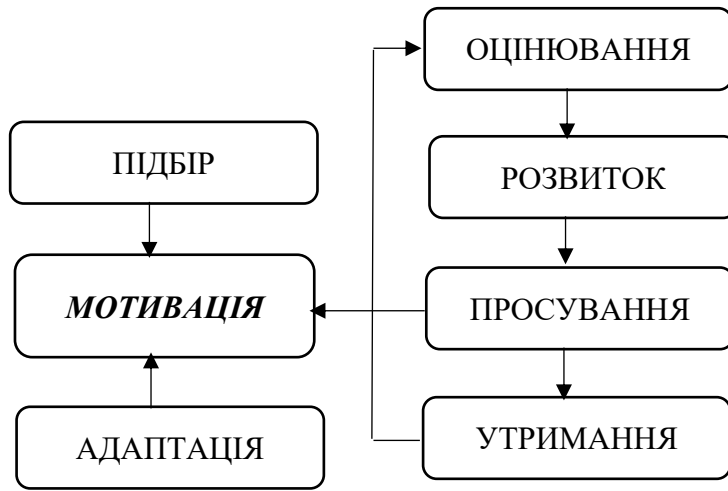 ОЦІНЮВАННЯ
ПІДБІР
РОЗВИТОК
МОТИВАЦІЯ
ПРОСУВАННЯ
АДАПТАЦІЯ
УТРИМАННЯ